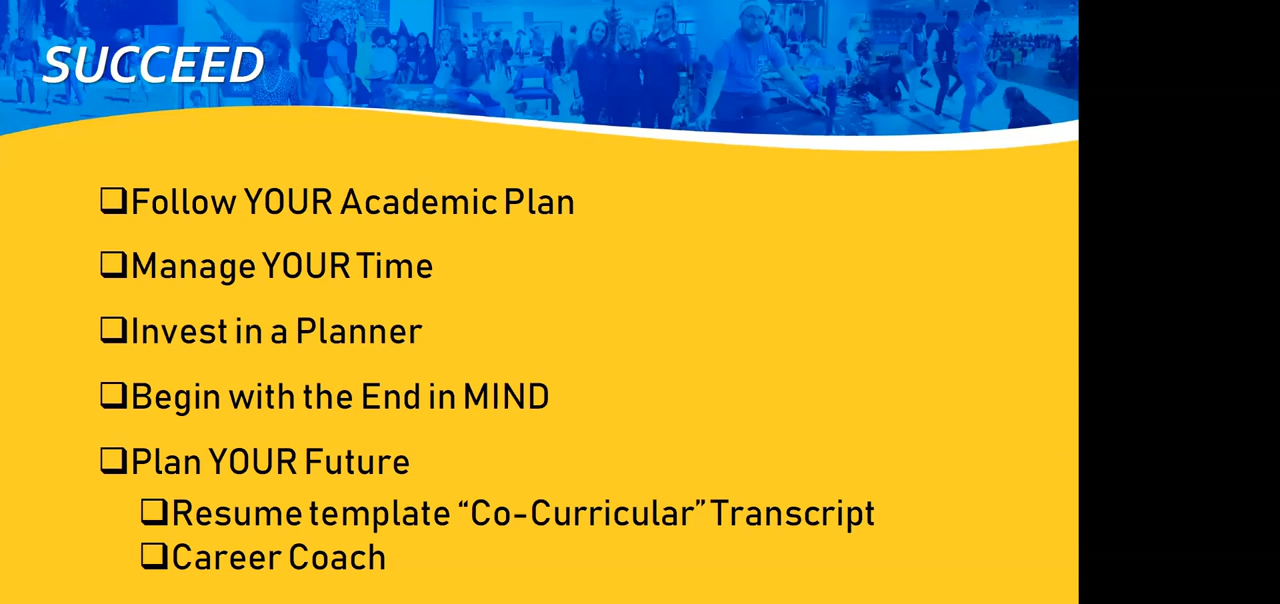 SUCCEED
❑Follow YOUR Academic Plan
❑Manage YOUR Time
❑Invest in a Planner
❑Begin with the End in MIND
❑Plan YOUR Future
❑Resume template “Co-Curricular” Transcript
❑Career Coach